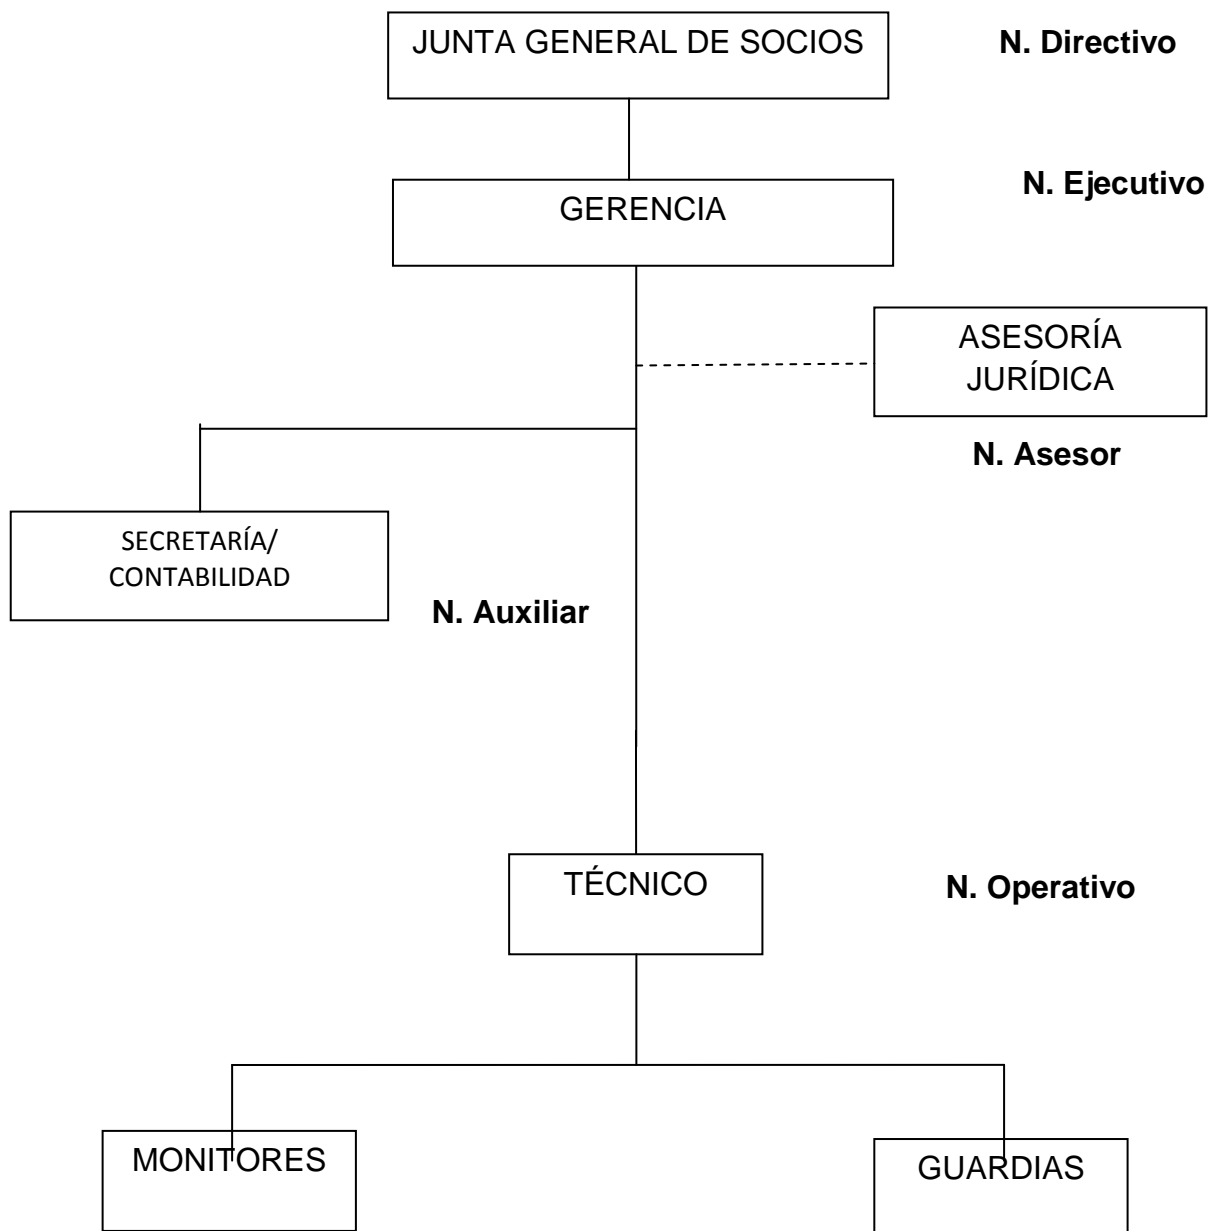 JUNTA GENERAL DE SOCIOS
N. Directivo
N. Ejecutivo
GERENCIA
ASESORÍA
JURÍDICA
N. Asesor
SECRETARÍA/
CONTABILIDAD
N. Auxiliar
TÉCNICO
N. Operativo
MONITORES
GUARDIAS